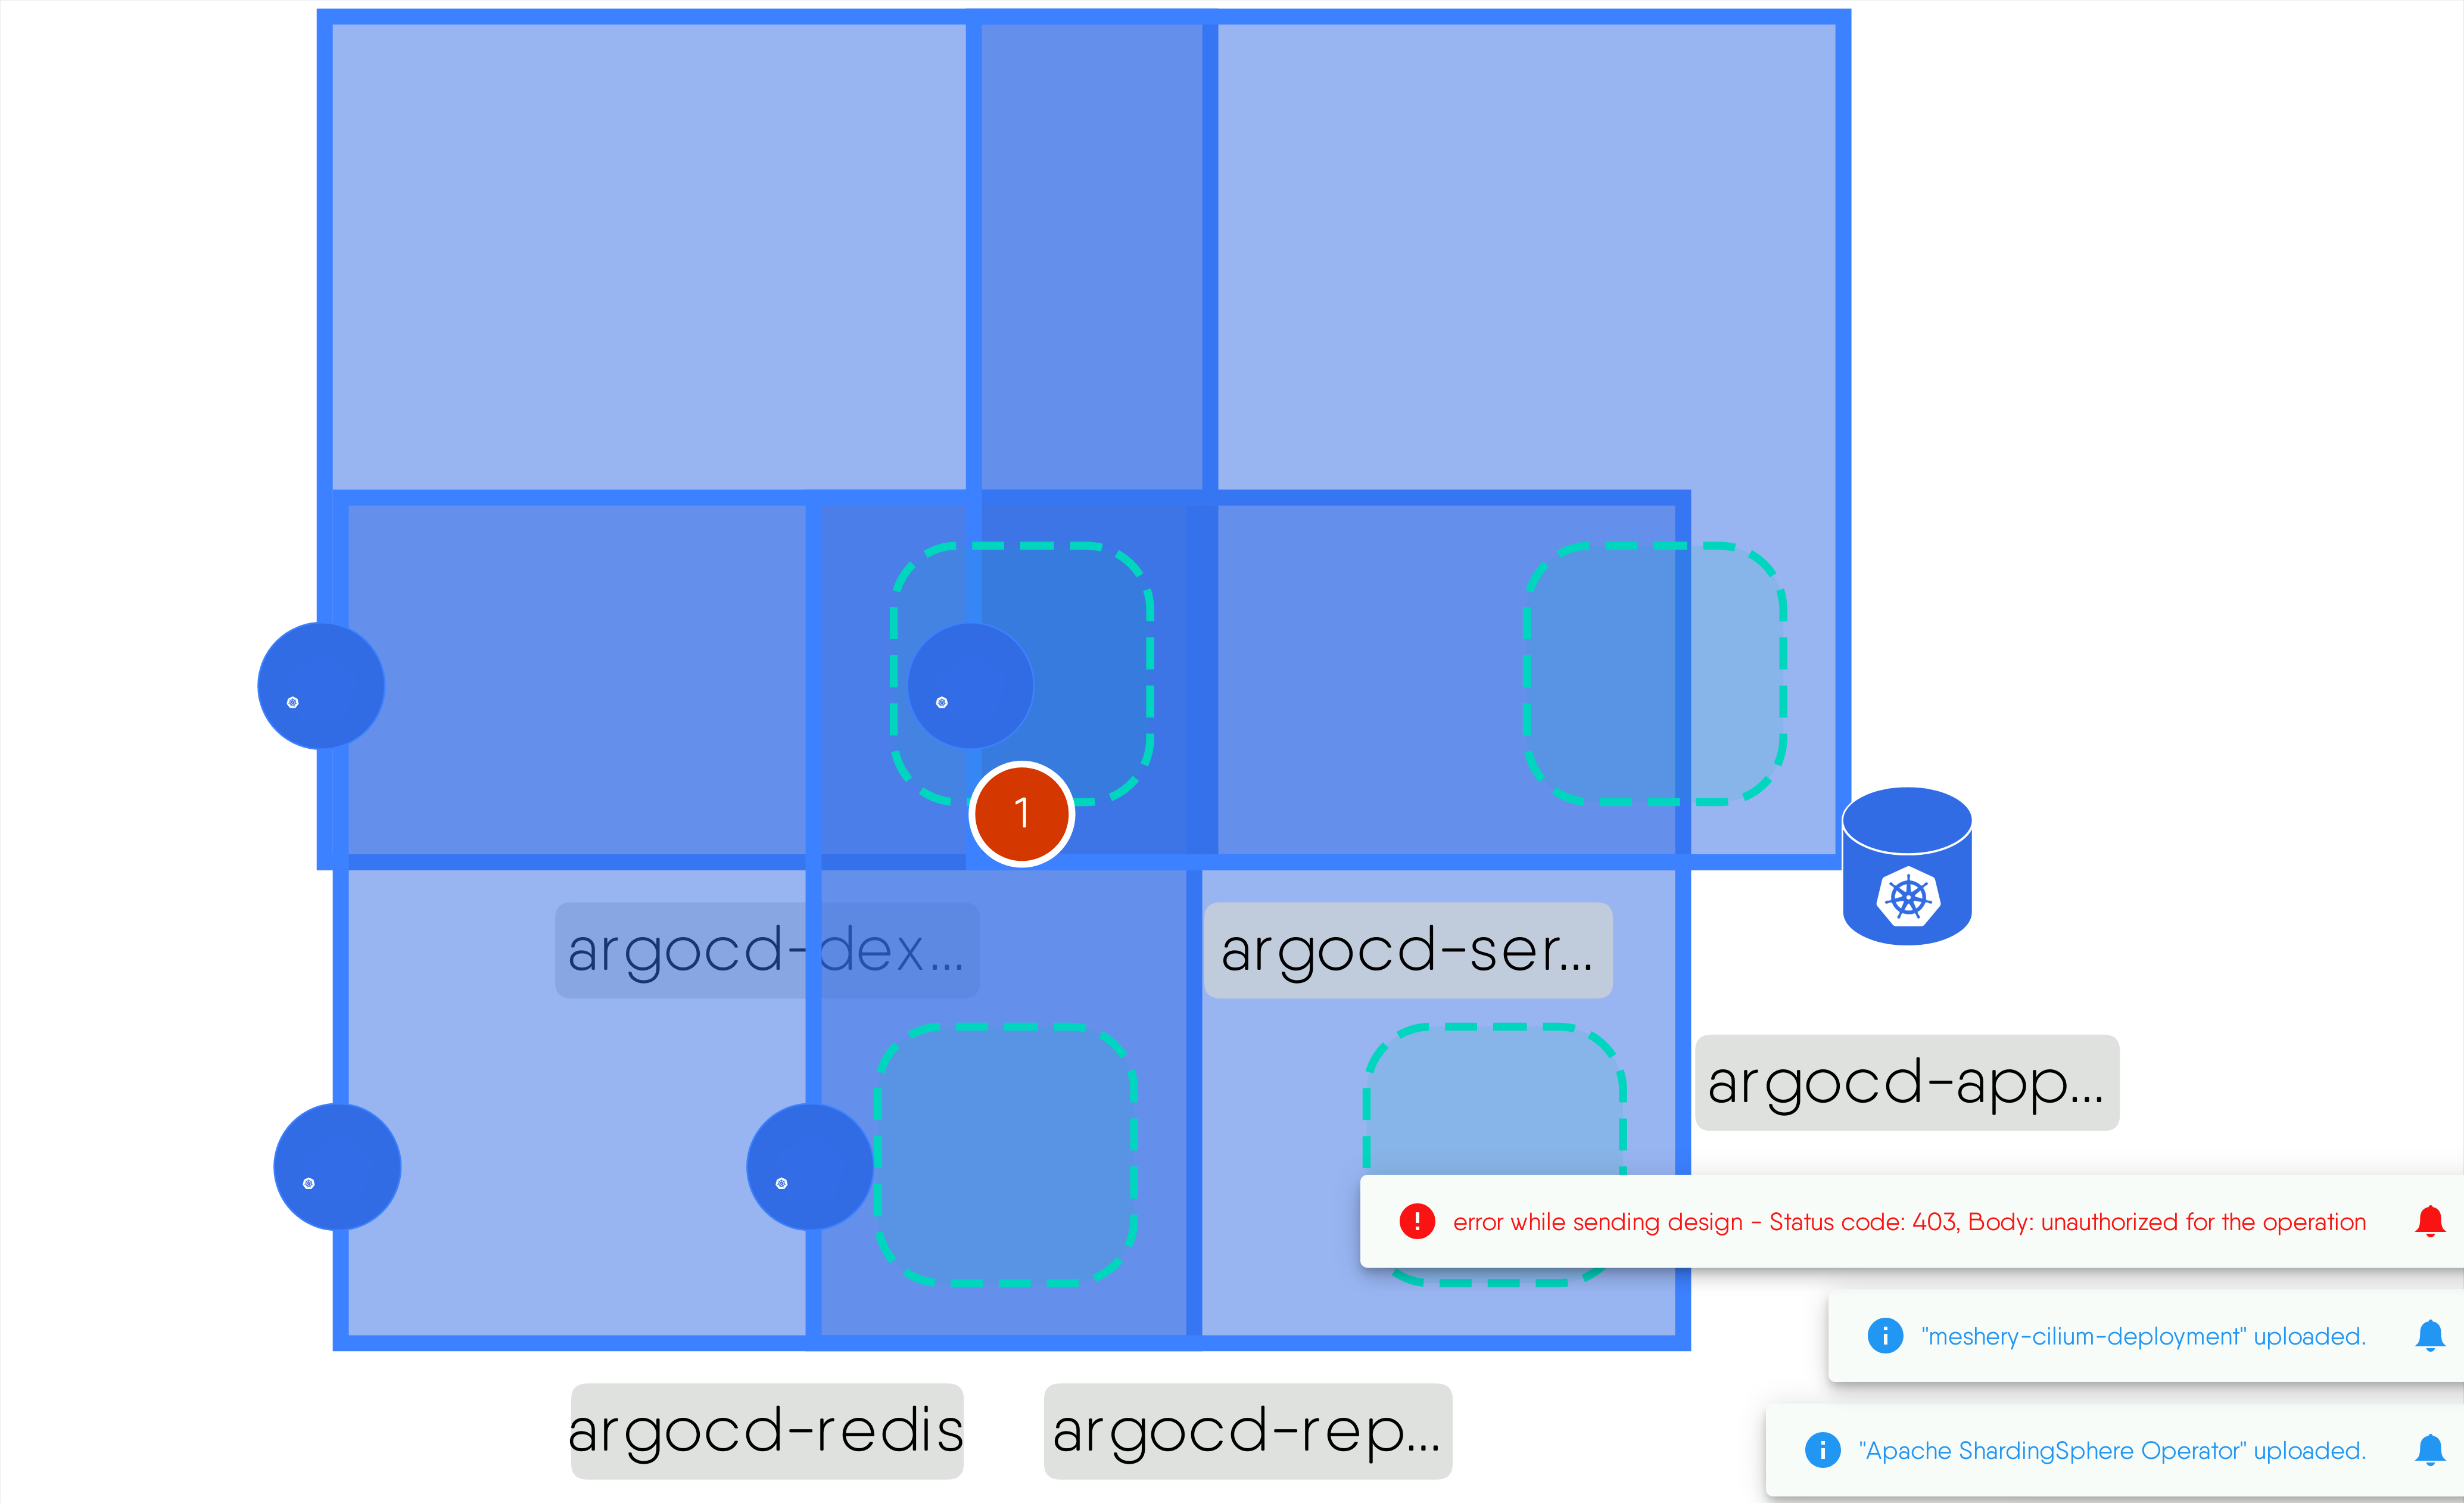 1
argocd-dex...
argocd-ser...
argocd-app...
error while sending design - Status code: 403, Body: unauthorized for the operation
"meshery-cilium-deployment" uploaded.
"Apache ShardingSphere Operator" uploaded.
argocd-redis
argocd-rep...